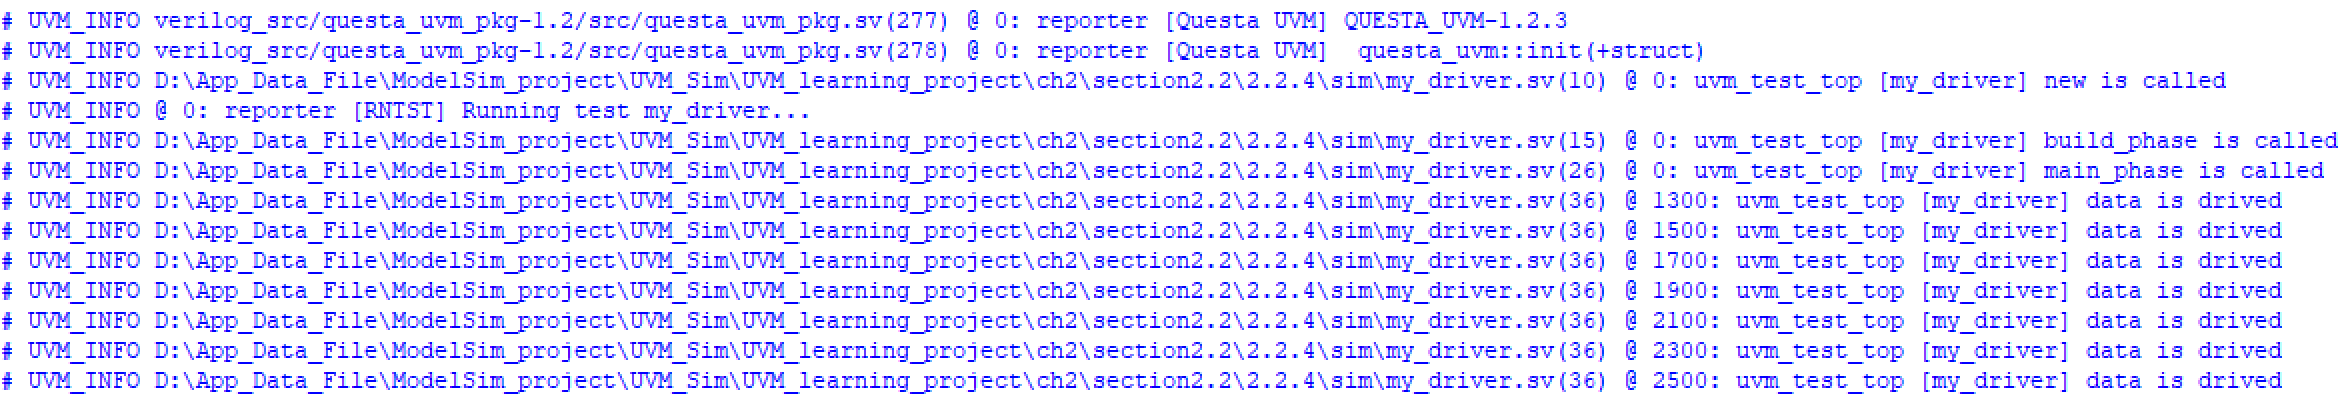 # UVM_INFO verilog_src/questa_uvm_pkg-1.2/src/questa_uvm_pkg.sv(277) @ 0: reporter [Questa UVM] QUESTA_UVM-1.2.3
# UVM_INFO verilog_src/questa_uvm_pkg-1.2/src/questa_uvm_pkg.sv(278) @ 0: reporter [Questa UVM]  questa_uvm::init(+struct)
# UVM_INFO D:\App_Data_File\ModelSim_project\UVM_Sim\UVM_learning_project\ch2\section2.2\2.2.4\sim\my_driver.sv(10) @ 0: uvm_test_top [my_driver] new is called
# UVM_INFO @ 0: reporter [RNTST] Running test my_driver...
# UVM_INFO D:\App_Data_File\ModelSim_project\UVM_Sim\UVM_learning_project\ch2\section2.2\2.2.4\sim\my_driver.sv(15) @ 0: uvm_test_top [my_driver] build_phase is called
# UVM_INFO D:\App_Data_File\ModelSim_project\UVM_Sim\UVM_learning_project\ch2\section2.2\2.2.4\sim\my_driver.sv(26) @ 0: uvm_test_top [my_driver] main_phase is called
# UVM_INFO D:\App_Data_File\ModelSim_project\UVM_Sim\UVM_learning_project\ch2\section2.2\2.2.4\sim\my_driver.sv(36) @ 1300: uvm_test_top [my_driver] data is drived
# UVM_INFO D:\App_Data_File\ModelSim_project\UVM_Sim\UVM_learning_project\ch2\section2.2\2.2.4\sim\my_driver.sv(36) @ 1500: uvm_test_top [my_driver] data is drived
# UVM_INFO D:\App_Data_File\ModelSim_project\UVM_Sim\UVM_learning_project\ch2\section2.2\2.2.4\sim\my_driver.sv(36) @ 1700: uvm_test_top [my_driver] data is drived
# UVM_INFO D:\App_Data_File\ModelSim_project\UVM_Sim\UVM_learning_project\ch2\section2.2\2.2.4\sim\my_driver.sv(36) @ 1900: uvm_test_top [my_driver] data is drived
# UVM_INFO D:\App_Data_File\ModelSim_project\UVM_Sim\UVM_learning_project\ch2\section2.2\2.2.4\sim\my_driver.sv(36) @ 2100: uvm_test_top [my_driver] data is drived
# UVM_INFO D:\App_Data_File\ModelSim_project\UVM_Sim\UVM_learning_project\ch2\section2.2\2.2.4\sim\my_driver.sv(36) @ 2300: uvm_test_top [my_driver] data is drived
# UVM_INFO D:\App_Data_File\ModelSim_project\UVM_Sim\UVM_learning_project\ch2\section2.2\2.2.4\sim\my_driver.sv(36) @ 2500: uvm_test_top [my_driver] data is drived